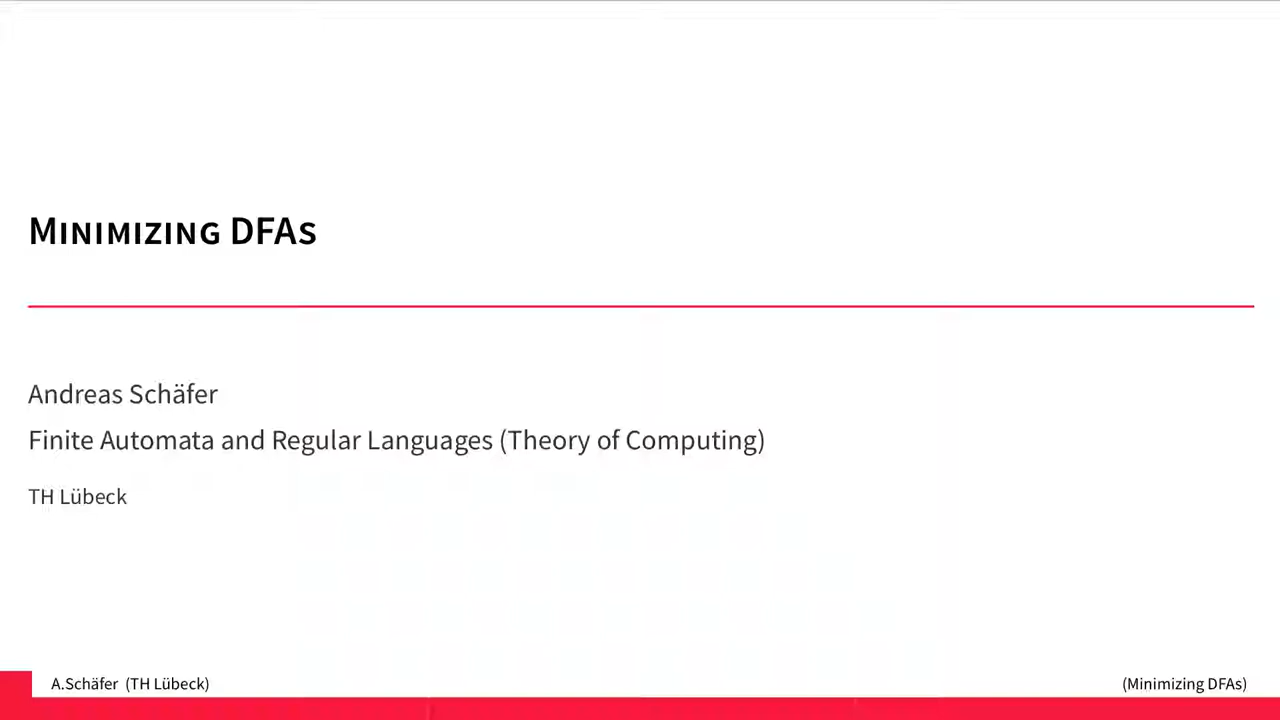 Minimizing DFAs
Andreas Schäfer
Finite Automata and Regular Languages (Theory of Computing)
TH Lübeck
A.Schäfer (TH Lübeck)
(Minimizing DFAs)